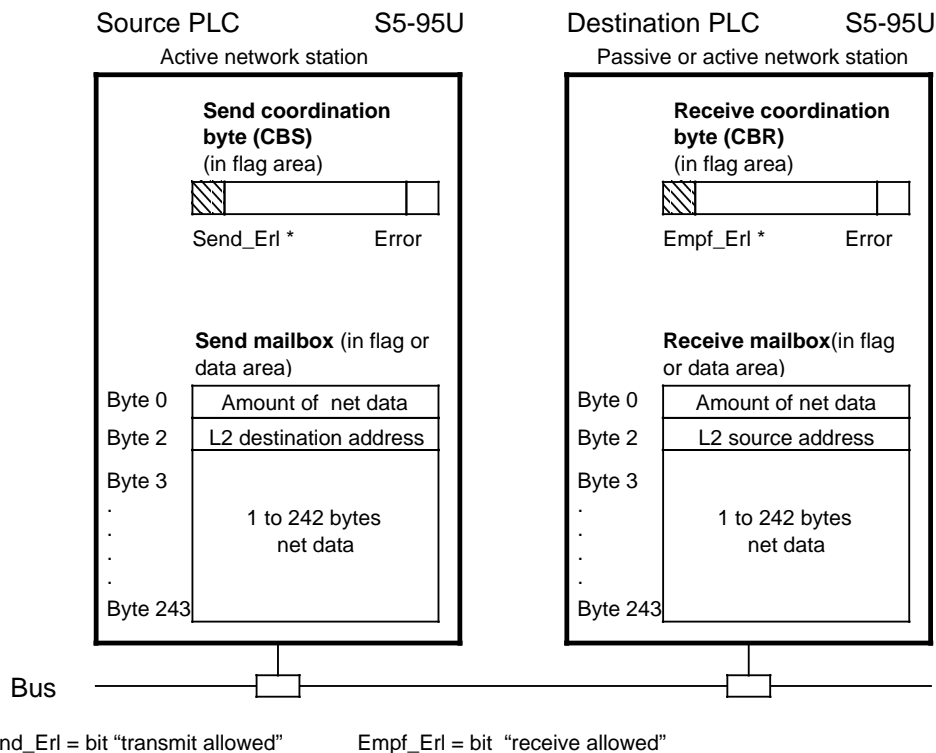 Source PLC S5-95U
Active network station
Send coordination
byte (CBS)
(in flag area)
Send_Erl * Error
Send mailbox (in flag or
data area)
Byte 0 Amount of net data
Byte 2 L2 destination address
Byte 3
.
1 to 242 bytes
.
net data
.
.
Byte 243
Destination PLC S5-95U
Passive or active network station
Receive coordination
byte (CBR)
(in flag area)
Empf_Erl * Error
Receive mailbox(in flag
or data area)
Byte 0 Amount of net data
Byte 2 L2 source address
Byte 3
.
1 to 242 bytes
.
net data
.
.
Byte 243
Bus
nd_Erl = bit “transmit allowed” Empf_Erl = bit “receive allowed”